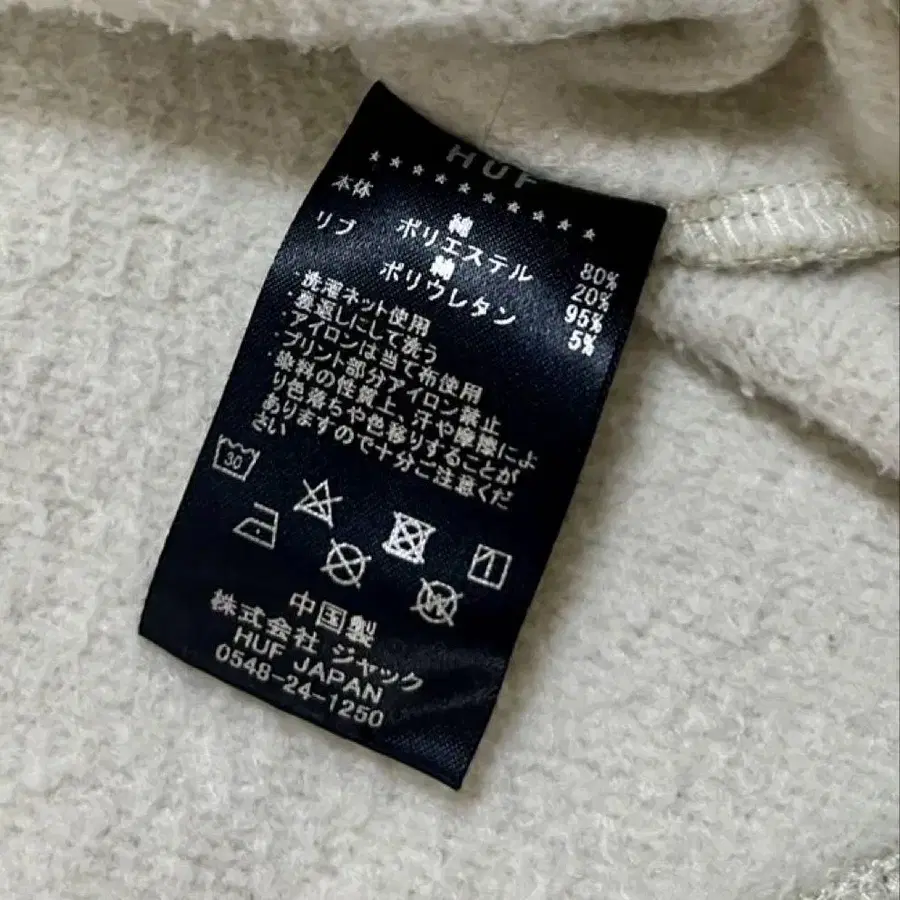 HUF
本体 綿 80%
ポリエステル 20%
リブ 綿 95%
ポリウレタン 5%
・洗濯ネット使用
・裏返しにして洗う
・アイロンは当て布使用
・プリント部分アイロン禁止
・染料の性質上、汗や摩擦によ
り色落ちや色移りすることが
ありますので十分ご注意くだ
さい
30
W
中国製
株式会社 ジャック
HUF JAPAN
0548-24-1250